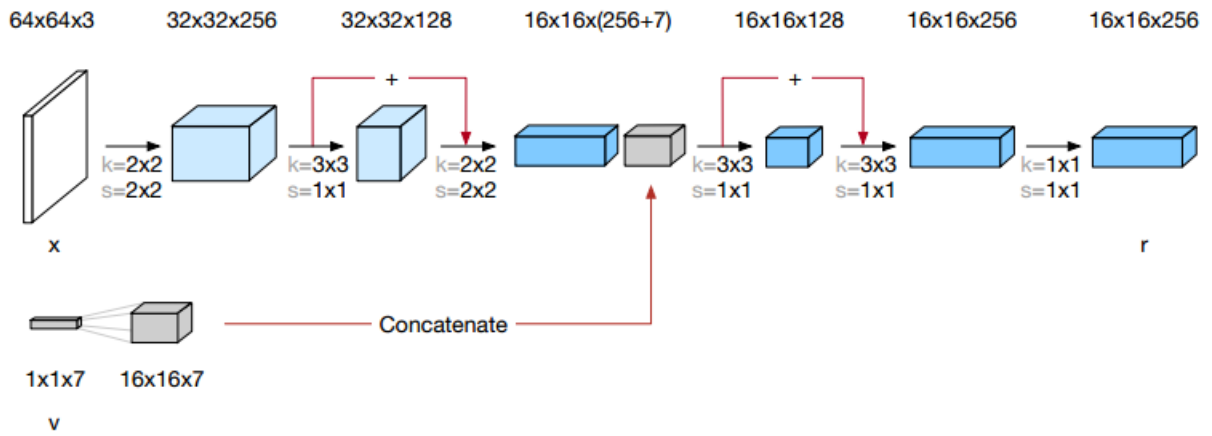 64x64x3 32x32x256 32x32x128 16x16x(256+7) 16x16x128 16x16x256 16x16x256
+ +
k=2x2 k=3x3 k=2x2 k=3x3 k=3x3 k=1x1
s=2x2 s=1x1 s=2x2 s=1x1 s=1x1 s=1x1
x r
Concatenate
1x1x7 16x16x7
v